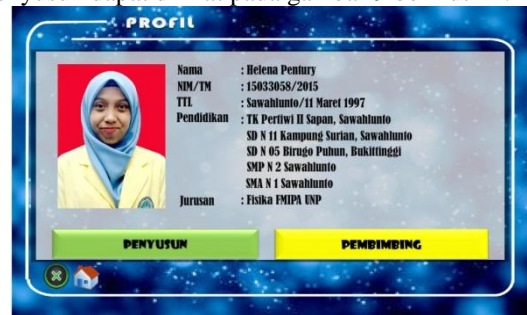 PROFIL
Nama : Helena Pentury
NIM/TM : 15033058/2015
TTL : Sawahlunto/11 Maret 1997
Pendidikan : TK Pertiwi II Sapan, Sawahlunto
SD N 11 Kampung Surian, Sawahlunto
SD N 05 Birugo Puhun, Bukittinggi
SMP N 2 Sawahlunto
SMA N 1 Sawahlunto
Jurusan : Fisika FMIPA UNP
PENYUSUN PEMBIMBING